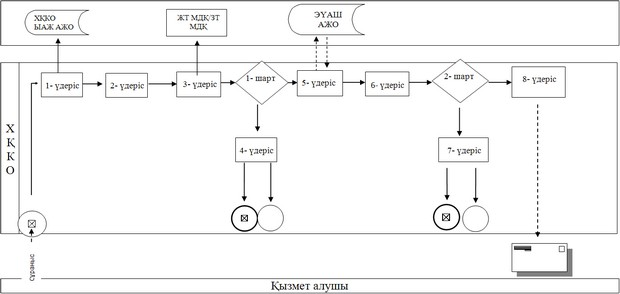 ХҚКО
ЫАЖ АЖО
ЖТ МДҚ/ЗТ
МДҚ
ЭҮАШ
АЖО
1- үдеріс
2- үдеріс
3- үдеріс
1- шарт
5- үдеріс
6- үдеріс
2- шарт
8- үдеріс
4- үдеріс
7- үдеріс
Х
Қ
К
О
Сұраныс
Қызмет алушы